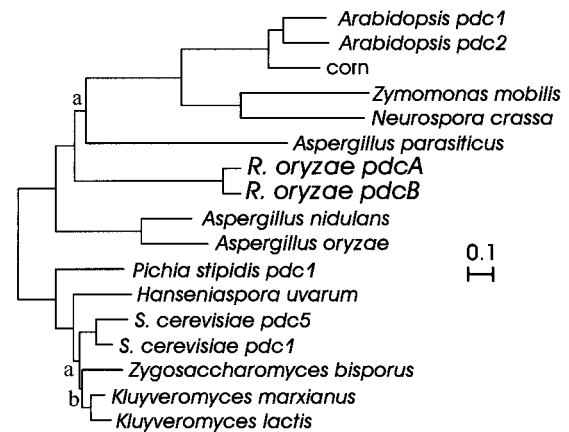 Arabidopsis pdc1
Arabidopsis pdc2
corn
Zymomonas mobilis
a
Neurospora crassa
Aspergillus parasiticus
R. oryzae pdcA
R. oryzae pdcB
Aspergillus nidulans
Aspergillus oryzae
0.1
Pichia stipidis pdc1
Hanseniaspora uvarum
S. cerevisiae pdc5
S. cerevisiae pdc1
a
Zygosaccharomyces bisporus
b
Kluyveromyces marxianus
Kluyveromyces lactis